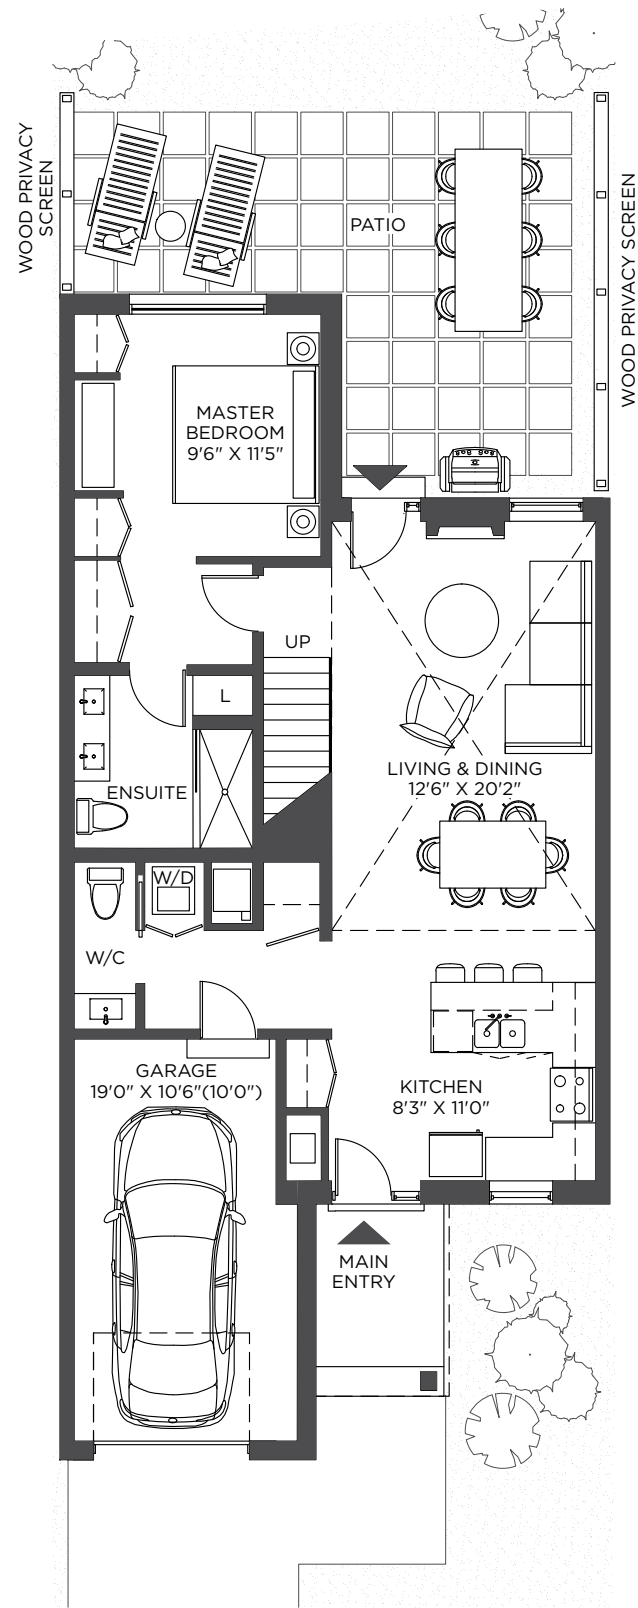 WOOD PRIVACY
SCREEN
PATIO
WOOD PRIVACY SCREEN
MASTER
BEDROOM
9'6" X 11'5"
UP
L
ENSUITE
LIVING & DINING
12'6" X 20'2"
W/D
W/C
GARAGE
19'0" X 10'6"(10'0")
KITCHEN
8'3" X 11'0"
MAIN
ENTRY